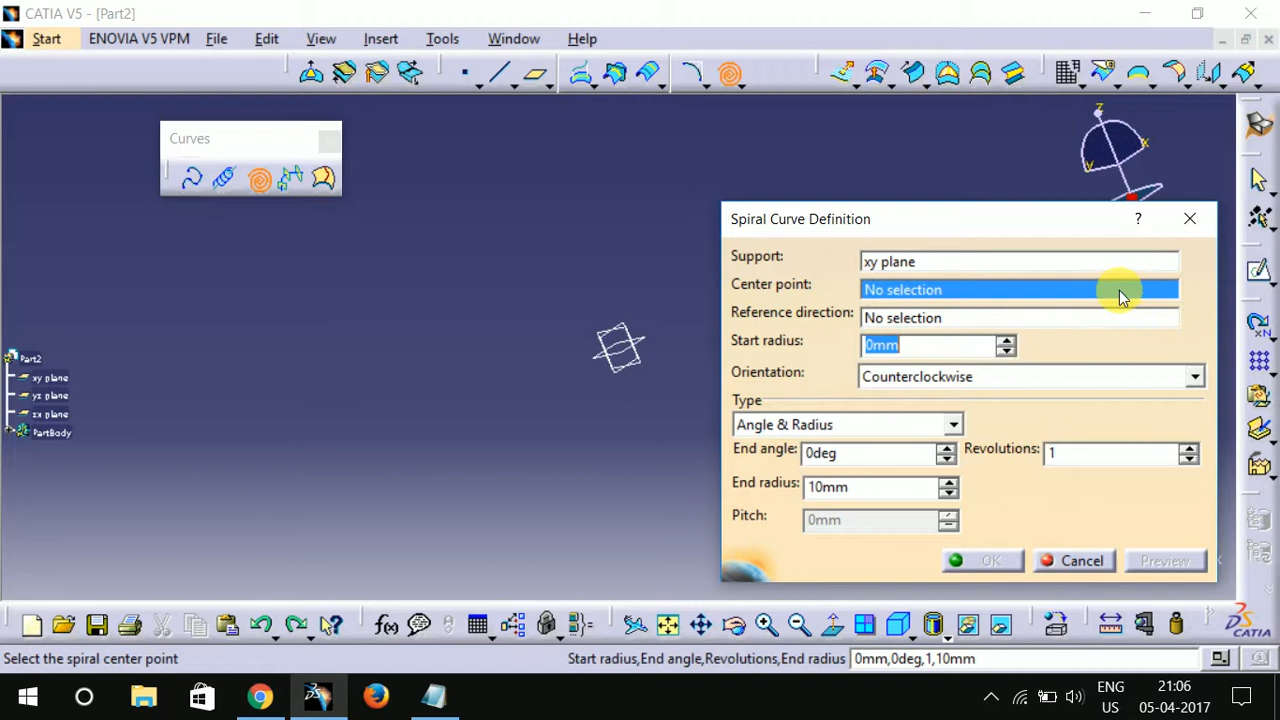 CATIA V5 - [Part2]
Start ENOVIA V5 VPM File Edit View Insert Tools Window Help
Curves
z
x
y
Spiral Curve Definition ?
Support: xy plane
Center point: No selection
Reference direction: No selection
Start radius: 0mm
Orientation: Counterclockwise
Type
Angle & Radius
End angle: 0deg Revolutions: 1
End radius: 10mm
Pitch: 0mm
OK Cancel Preview
Part2
xy plane
yz plane
zx plane
PartBody
f(x)
CATIA
Select the spiral center point Start radius,End angle,Revolutions,End radius 0mm,0deg,1,10mm
ENG 21:06
US 05-04-2017